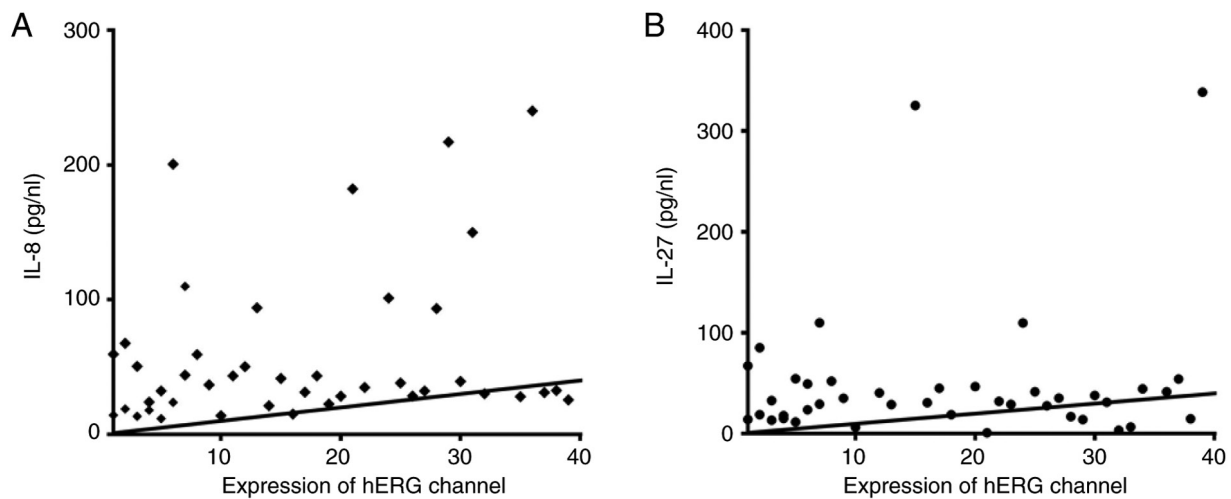 A
300
200
100
0
IL-8 (pg/nl)
10 20 30 40
Expression of hERG channel
B
400
300
200
100
0
IL-27 (pg/nl)
10 20 30 40
Expression of hERG channel